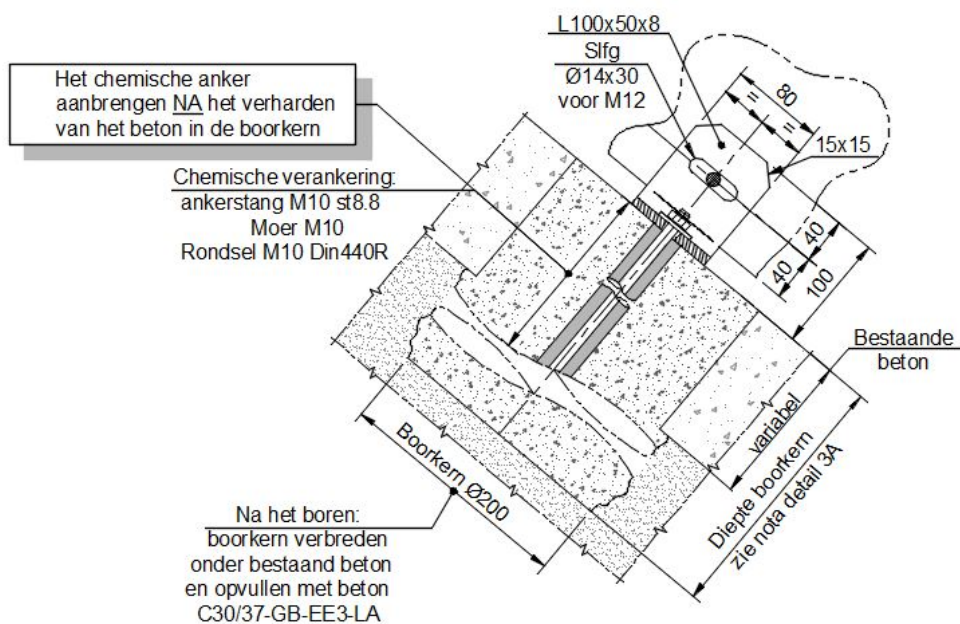 L100x50x8
Slfg
Ø14x30
voor M12
80
=
=
15x15
Het chemische anker
aanbrengen NA het verharden
van het beton in de boorkern
Chemische verankering:
ankerstang M10 st8.8
Moer M10
Rondsel M10 Din440R
40
40
100
Bestaande
beton
variabel
Diepte boorkern
zie nota detail 3A
Boorkern Ø200
Na het boren:
boorkern verbreden
onder bestaand beton
en opvullen met beton
C30/37-GB-EE3-LA